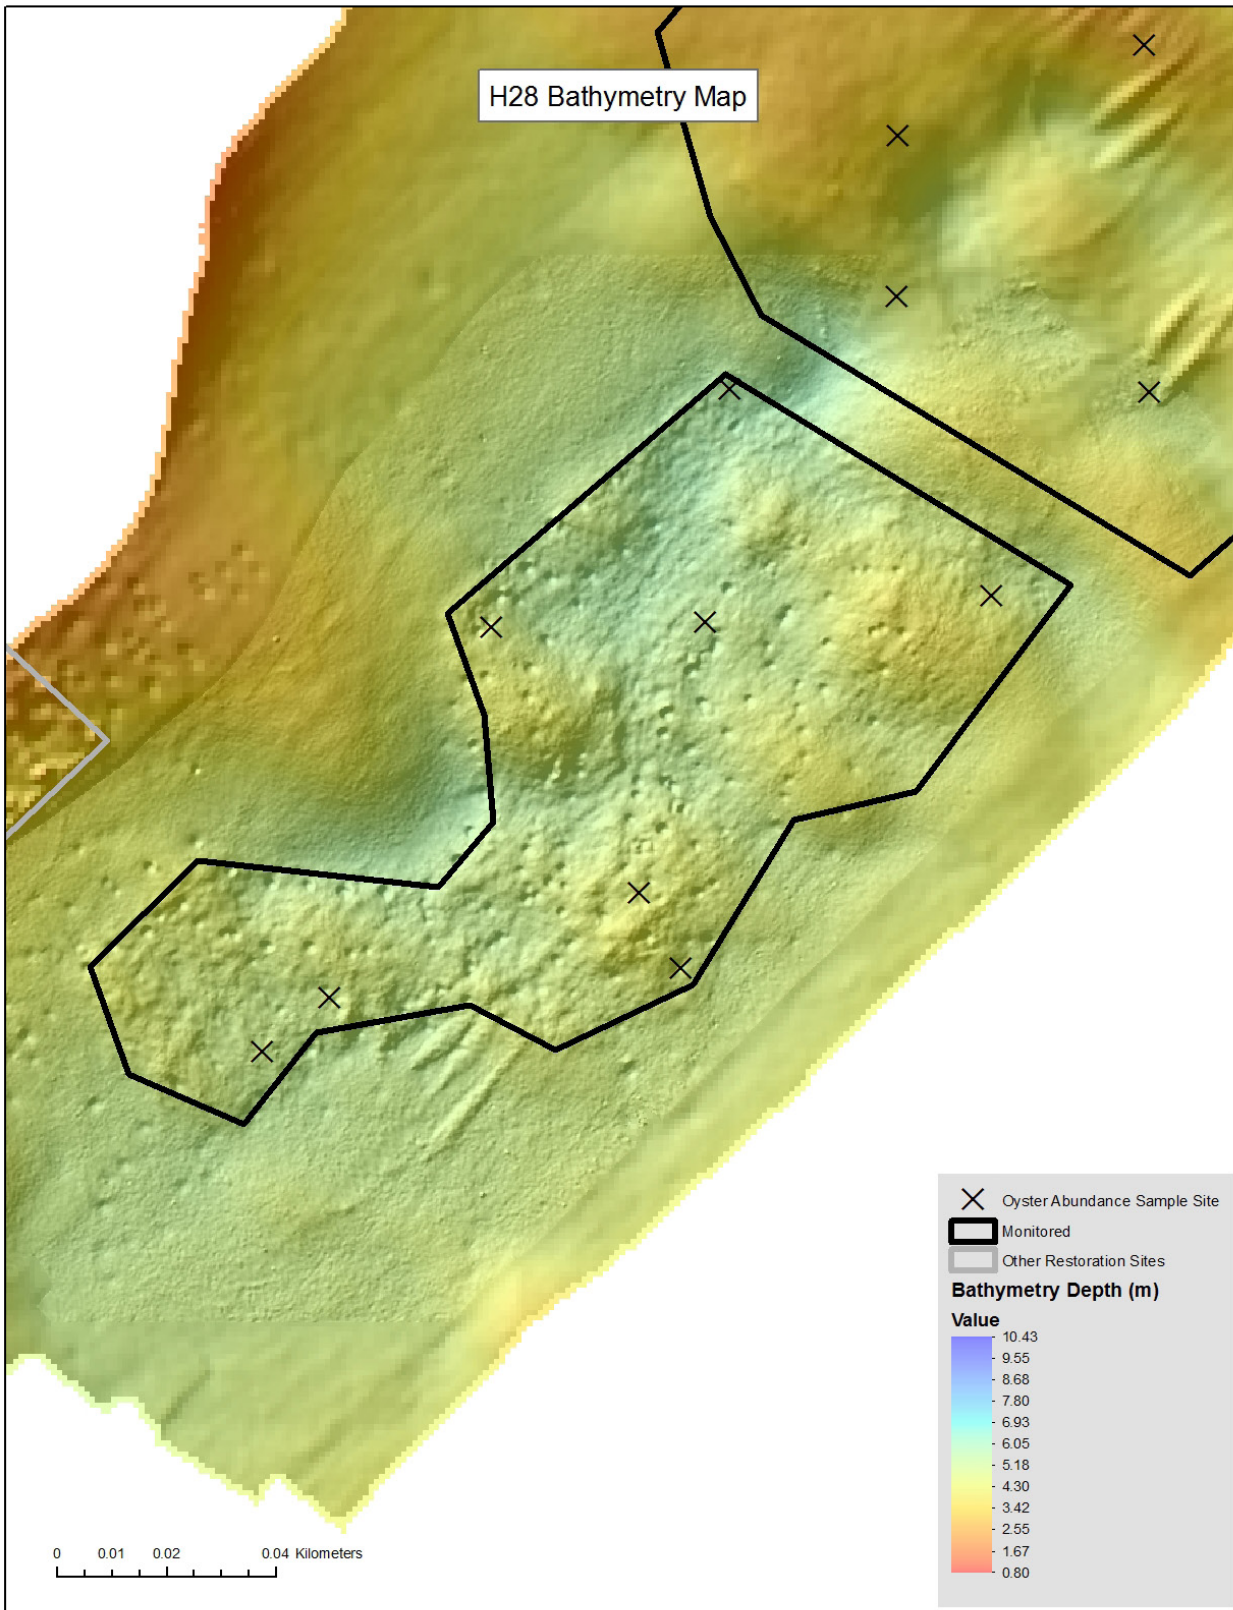 H28 Bathymetry Map
Oyster Abundance Sample Site
Monitored
Other Restoration Sites
Bathymetry Depth (m)
Value
10.43
9.55
8.68
7.80
6.93
6.05
5.18
4.30
3.42
2.55
1.67
0.80
0 0.01 0.02 0.04 Kilometers